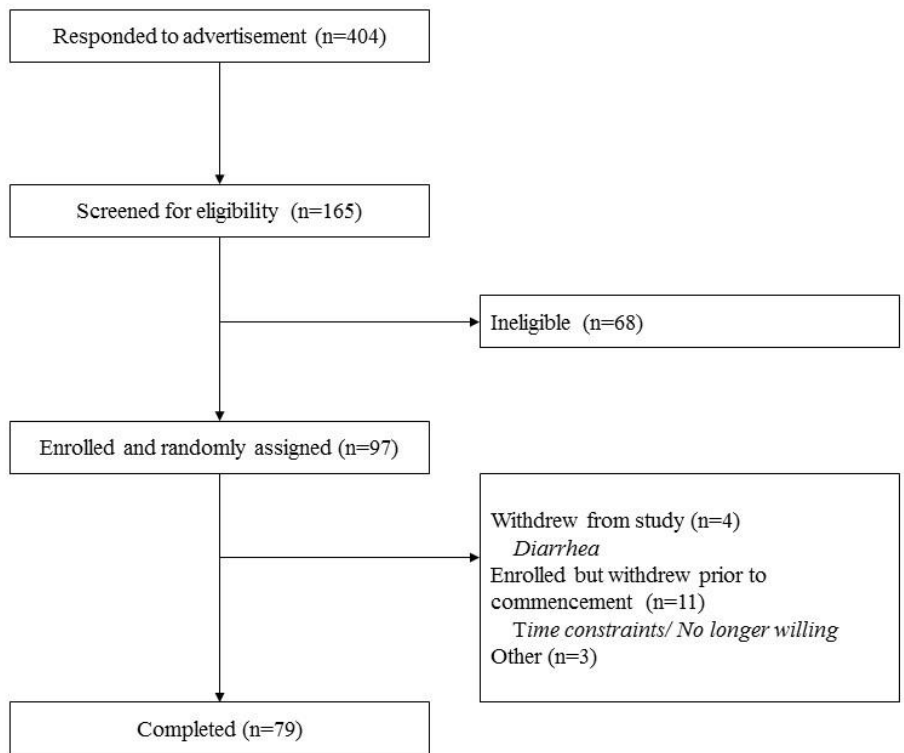 Responded to advertisement (n=404)
Screened for eligibility (n=165)
Ineligible (n=68)
Enrolled and randomly assigned (n=97)
Withdrew from study (n=4)
Diarrhea
Enrolled but withdrew prior to
commencement (n=11)
Time constraints/ No longer willing
Other (n=3)
Completed (n=79)